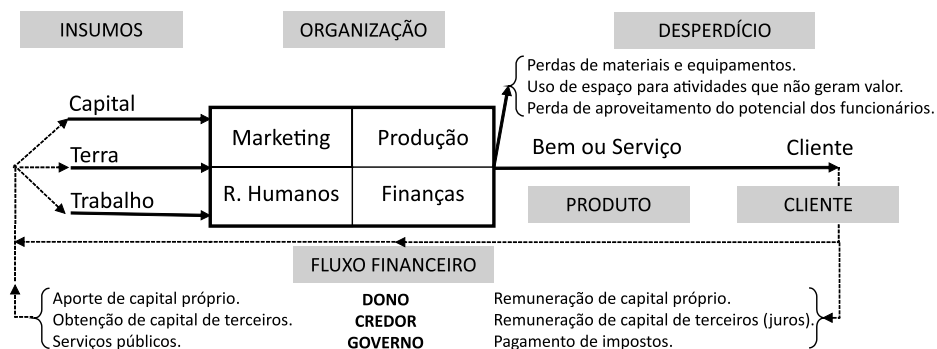 INSUMOS
ORGANIZAÇÃO
DESPERDÍCIO
Perdas de materiais e equipamentos.
Uso de espaço para atividades que não geram valor.
Perda de aproveitamento do potencial dos funcionários.
Capital
Terra
Trabalho
Marketing
Produção
R. Humanos
Finanças
Bem ou Serviço
Cliente
PRODUTO
CLIENTE
FLUXO FINANCEIRO
Aporte de capital próprio.
Obtenção de capital de terceiros.
Serviços públicos.
DONO
CREDOR
GOVERNO
Remuneração de capital próprio.
Remuneração de capital de terceiros (juros).
Pagamento de impostos.